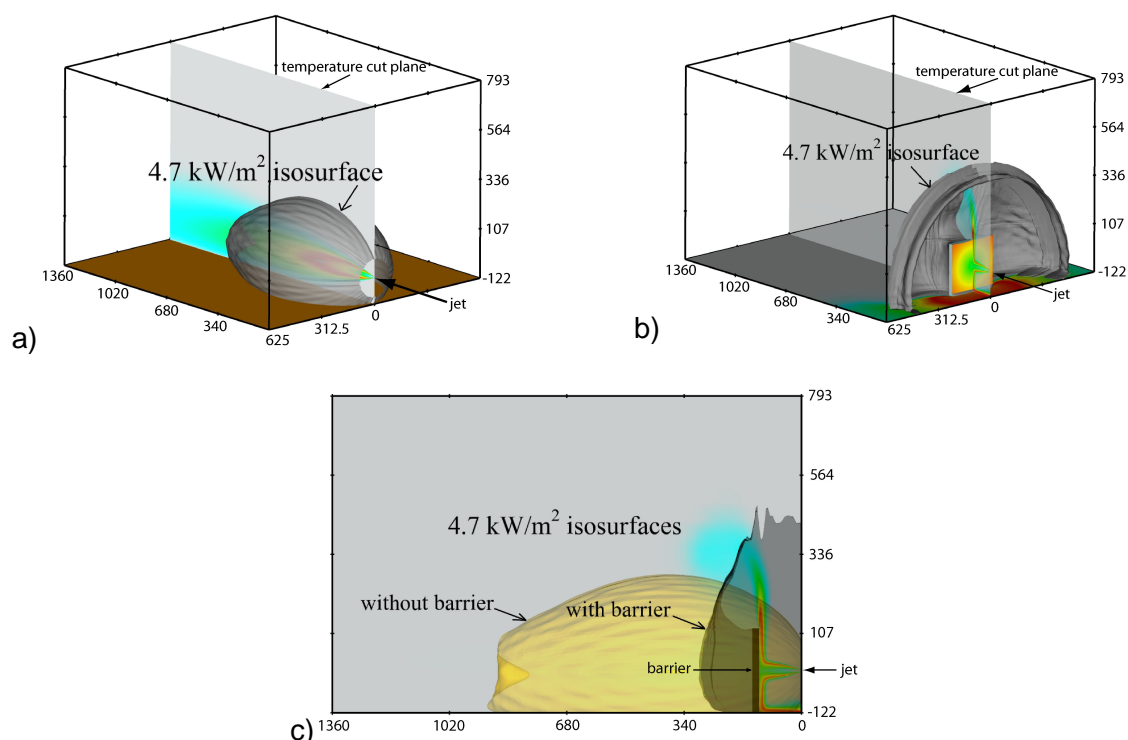 temperature cut plane
793
564
4.7 kW/m² isosurface
336
107
-122
1360
1020
680
340
625
312.5
0
jet
a)
temperature cut plane
793
564
4.7 kW/m² isosurface
336
107
-122
1360
1020
680
340
625
312.5
0
jet
b)
793
564
4.7 kW/m² isosurfaces
336
without barrier
with barrier
107
barrier
jet
-122
c)
1360
1020
680
340
0